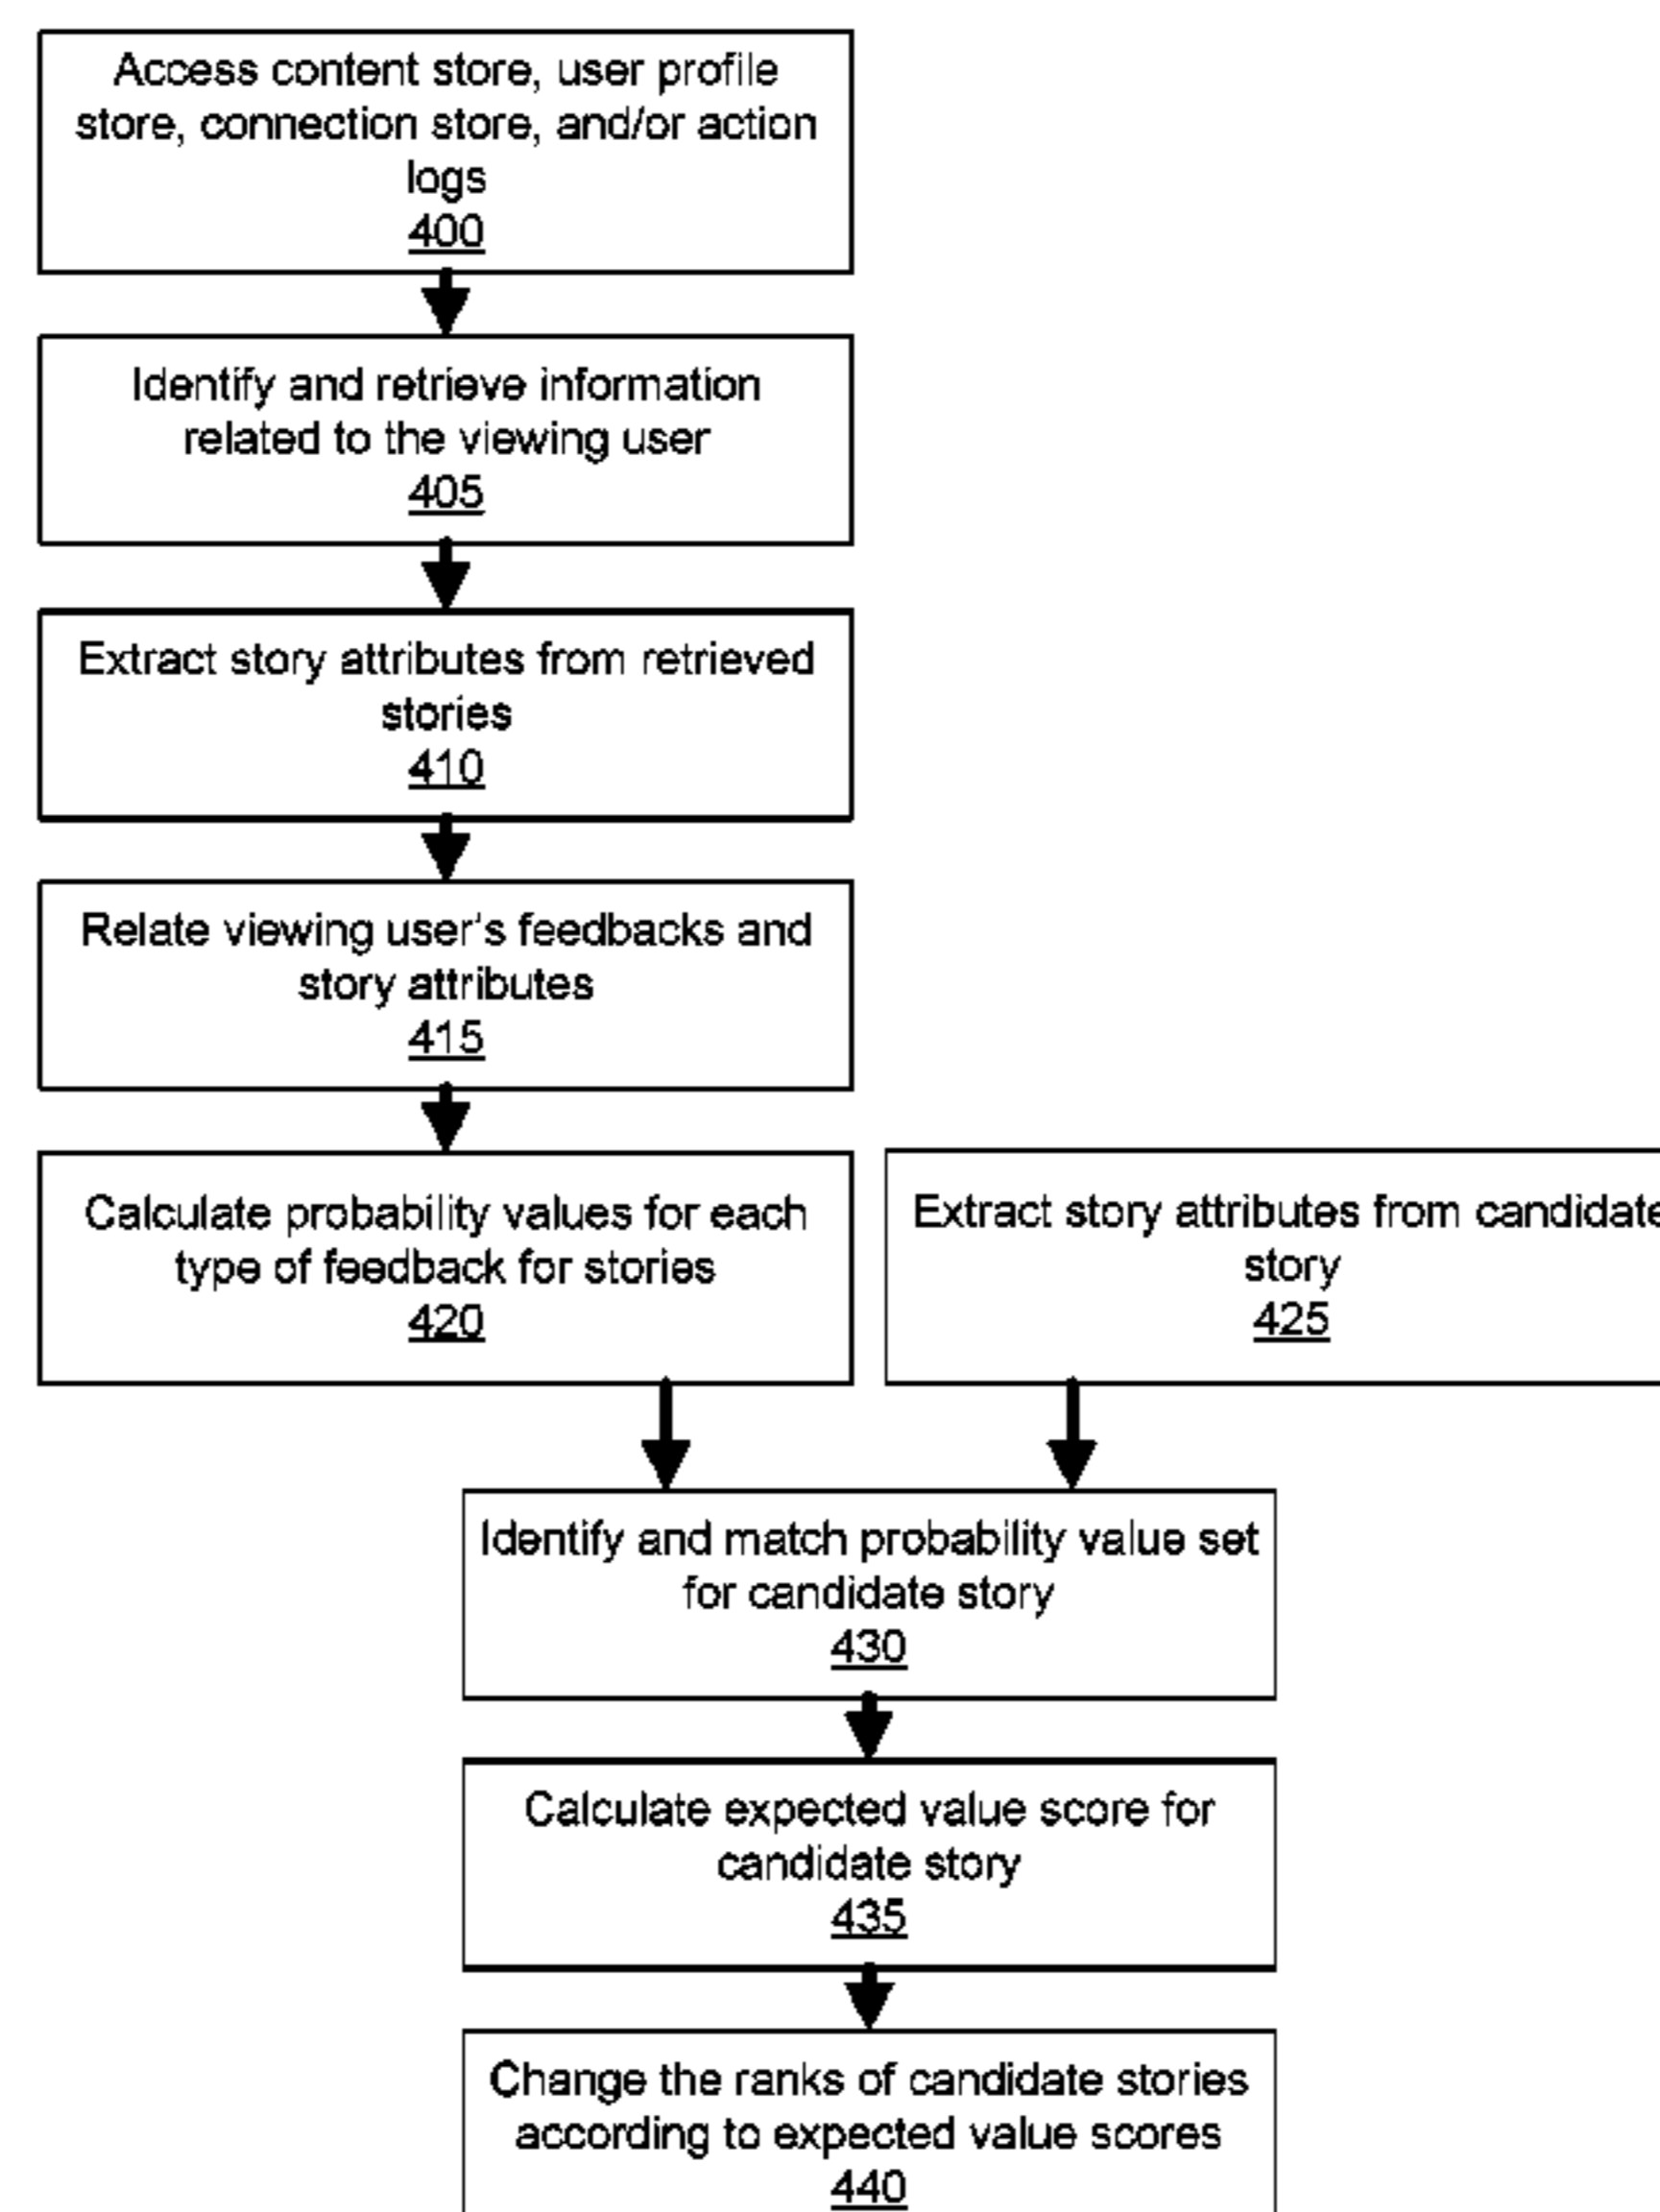 Access content store, user profile
store, connection store, and/or action
logs
400
Identify and retrieve information
related to the viewing user
405
Extract story attributes from retrieved
stories
410
Relate viewing user's feedbacks and
story attributes
415
Calculate probability values for each
type of feedback for stories
420
Extract story attributes from candidate
story
425
Identify and match probability value set
for candidate story
430
Calculate expected value score for
candidate story
435
Change the ranks of candidate stories
according to expected value scores
440